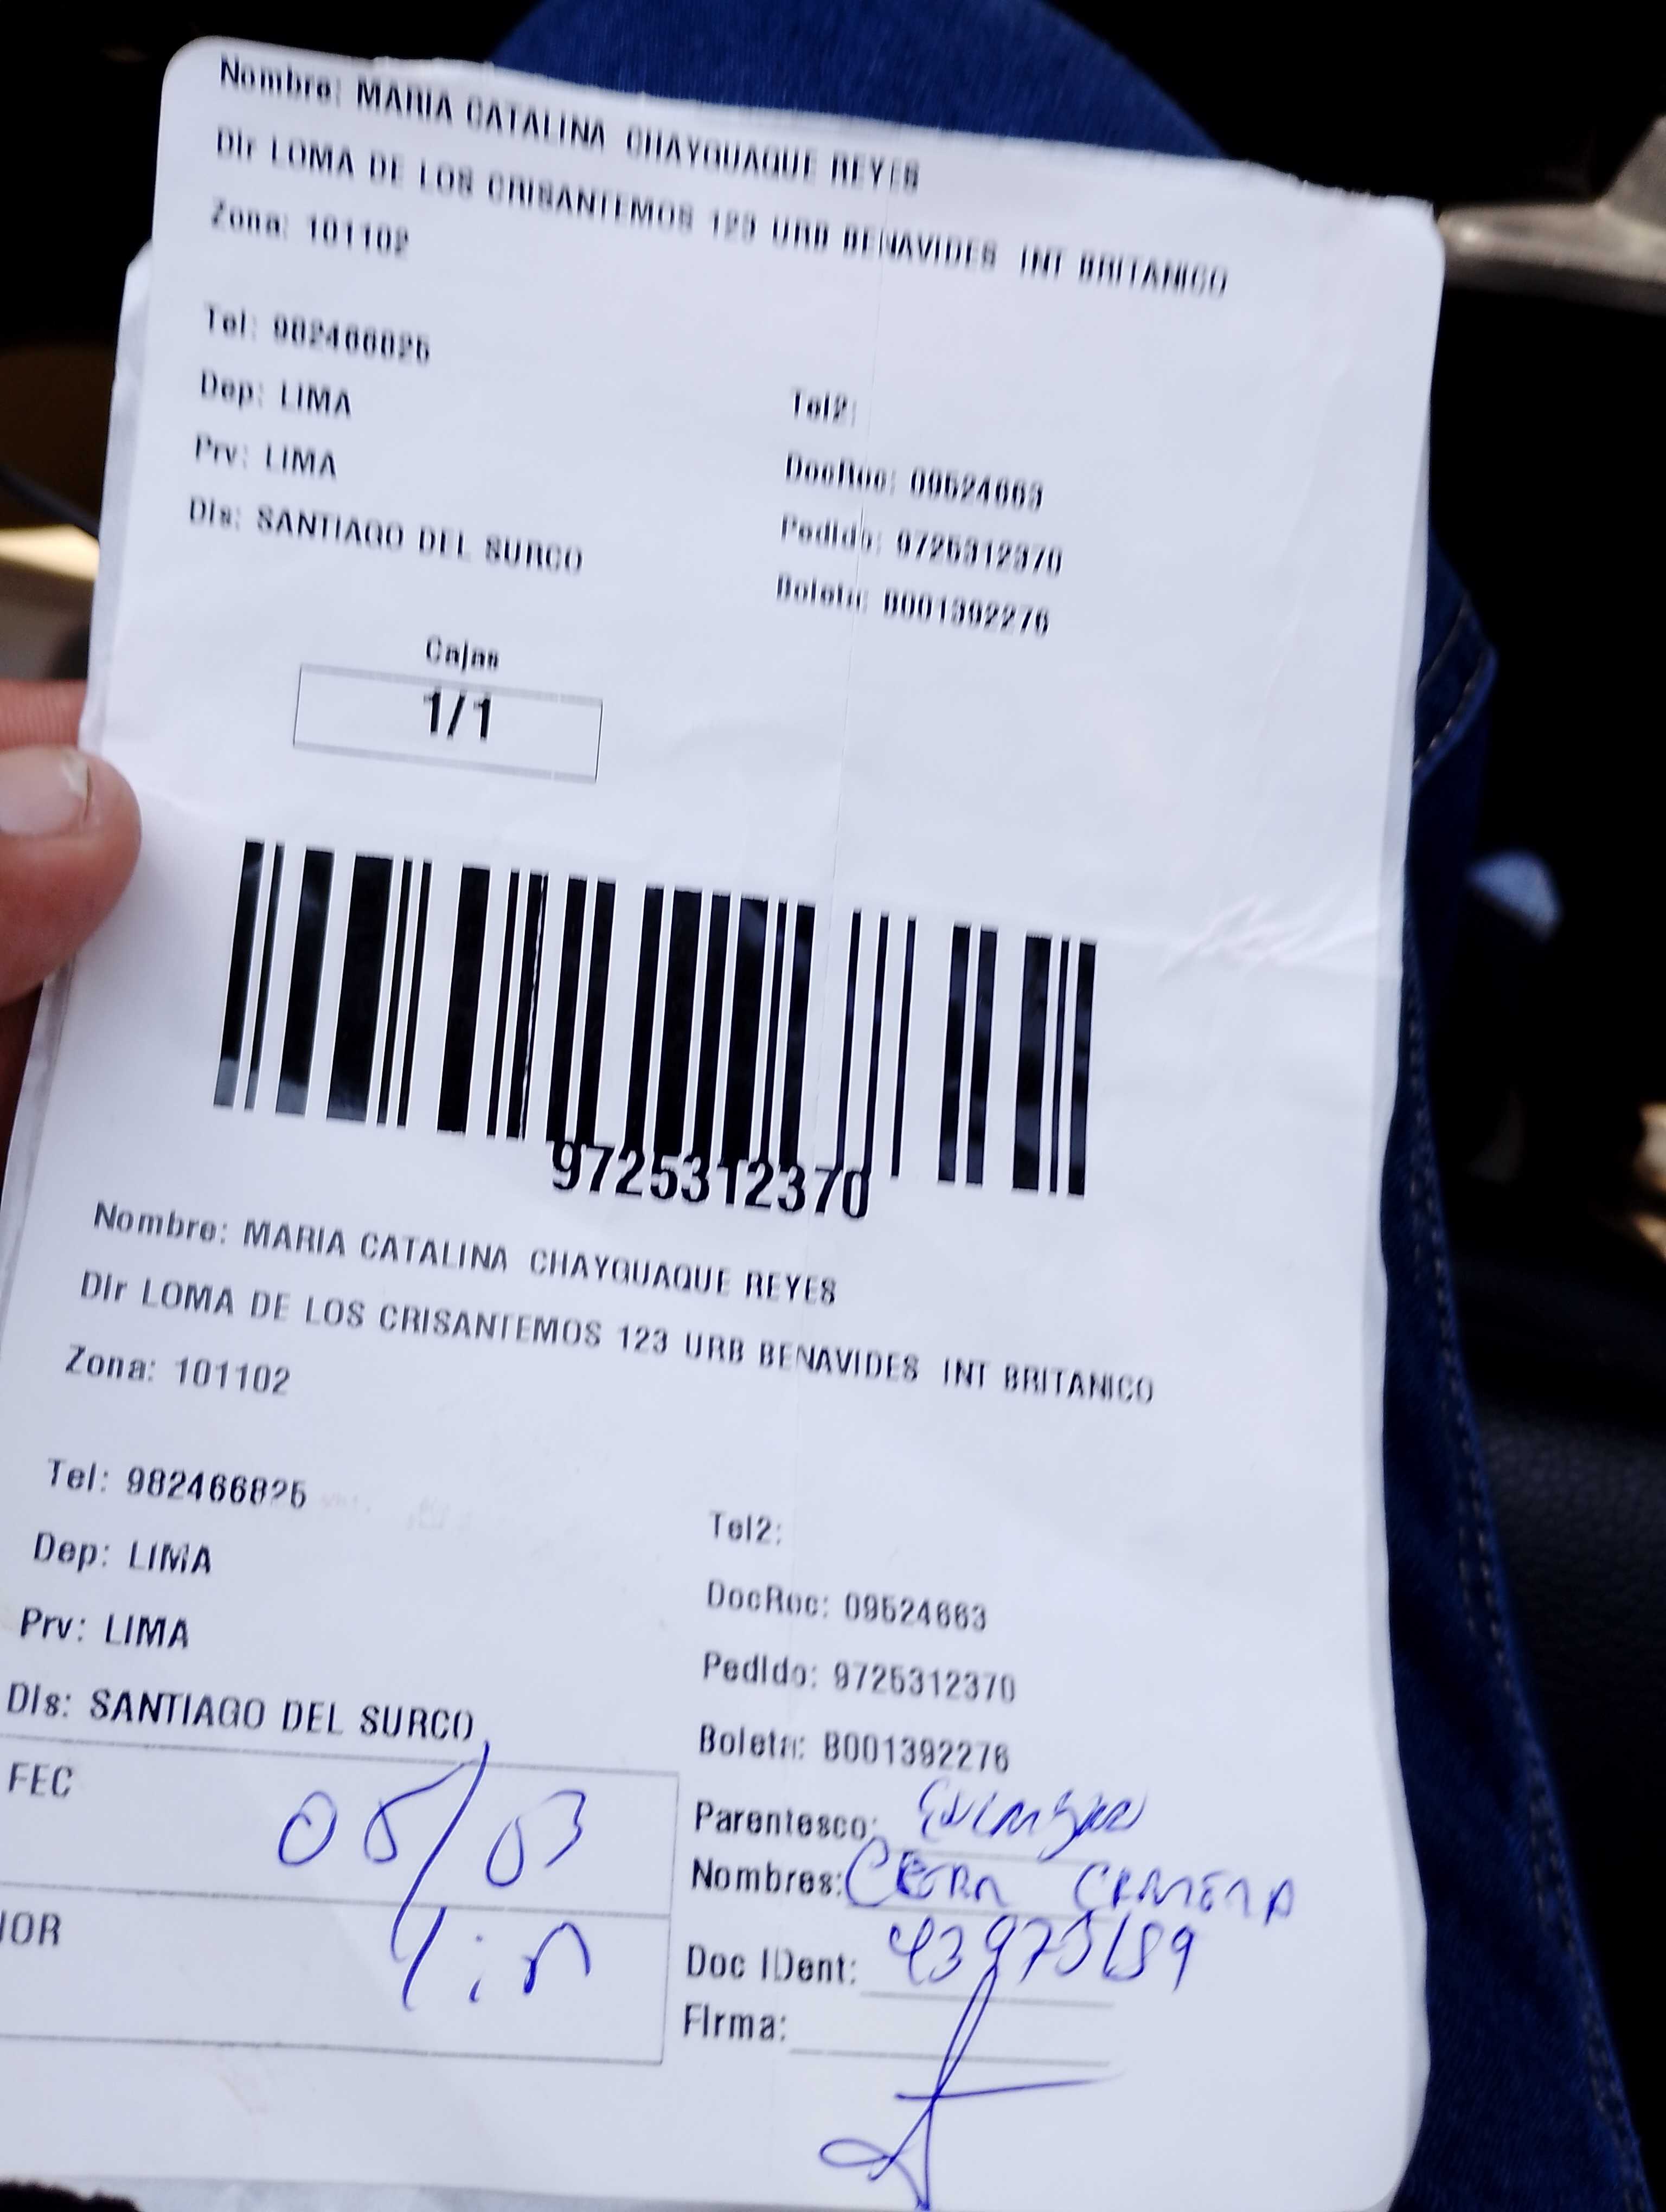 Nombre: MARIA CATALINA CHAYGUAQUE REYES
Dir LOMA DE LOS CRISANTEMOS 123 URB BENAVIDES INT BRITANICO
Zona: 101102
Tel: 982466825
Dep: LIMA
Tel2:
Prv: LIMA
DocRoc: 09524663
Dis: SANTIAGO DEL SURCO
Pedido: 9725312370
Boleta: B001392276
Cajas
1/1
9725312370
Nombre: MARIA CATALINA CHAYGUAQUE REYES
Dir LOMA DE LOS CRISANTEMOS 123 URB BENAVIDES INT BRITANICO
Zona: 101102
Tel: 982466825
Tel2:
Dep: LIMA
DocRoc: 09524663
Prv: LIMA
Pedido: 9725312370
Dis: SANTIAGO DEL SURCO
Boleta: B001392276
FEC 05/03
Parentesco:
Nombres:
Doc IDent: 43975189
Firma: